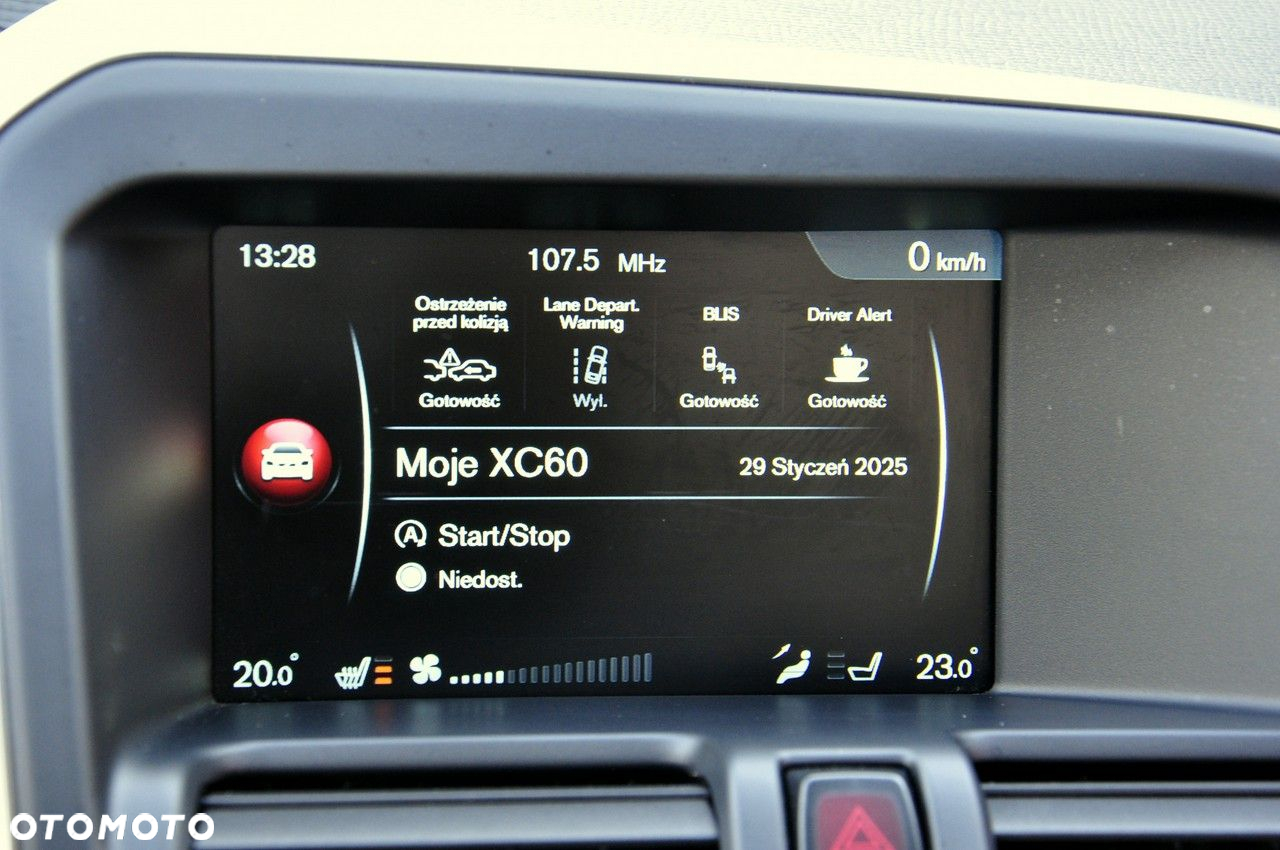 13:28
107.5 MHz
0 km/h
Ostrzeżenie
przed kolizją
Lane Depart.
Warning
BLIS
Driver Alert
Gotowość
Wył.
Gotowość
Gotowość
Moje XC60
29 Styczeń 2025
A Start/Stop
Niedost.
20.0°
23.0°
OTOMOTO